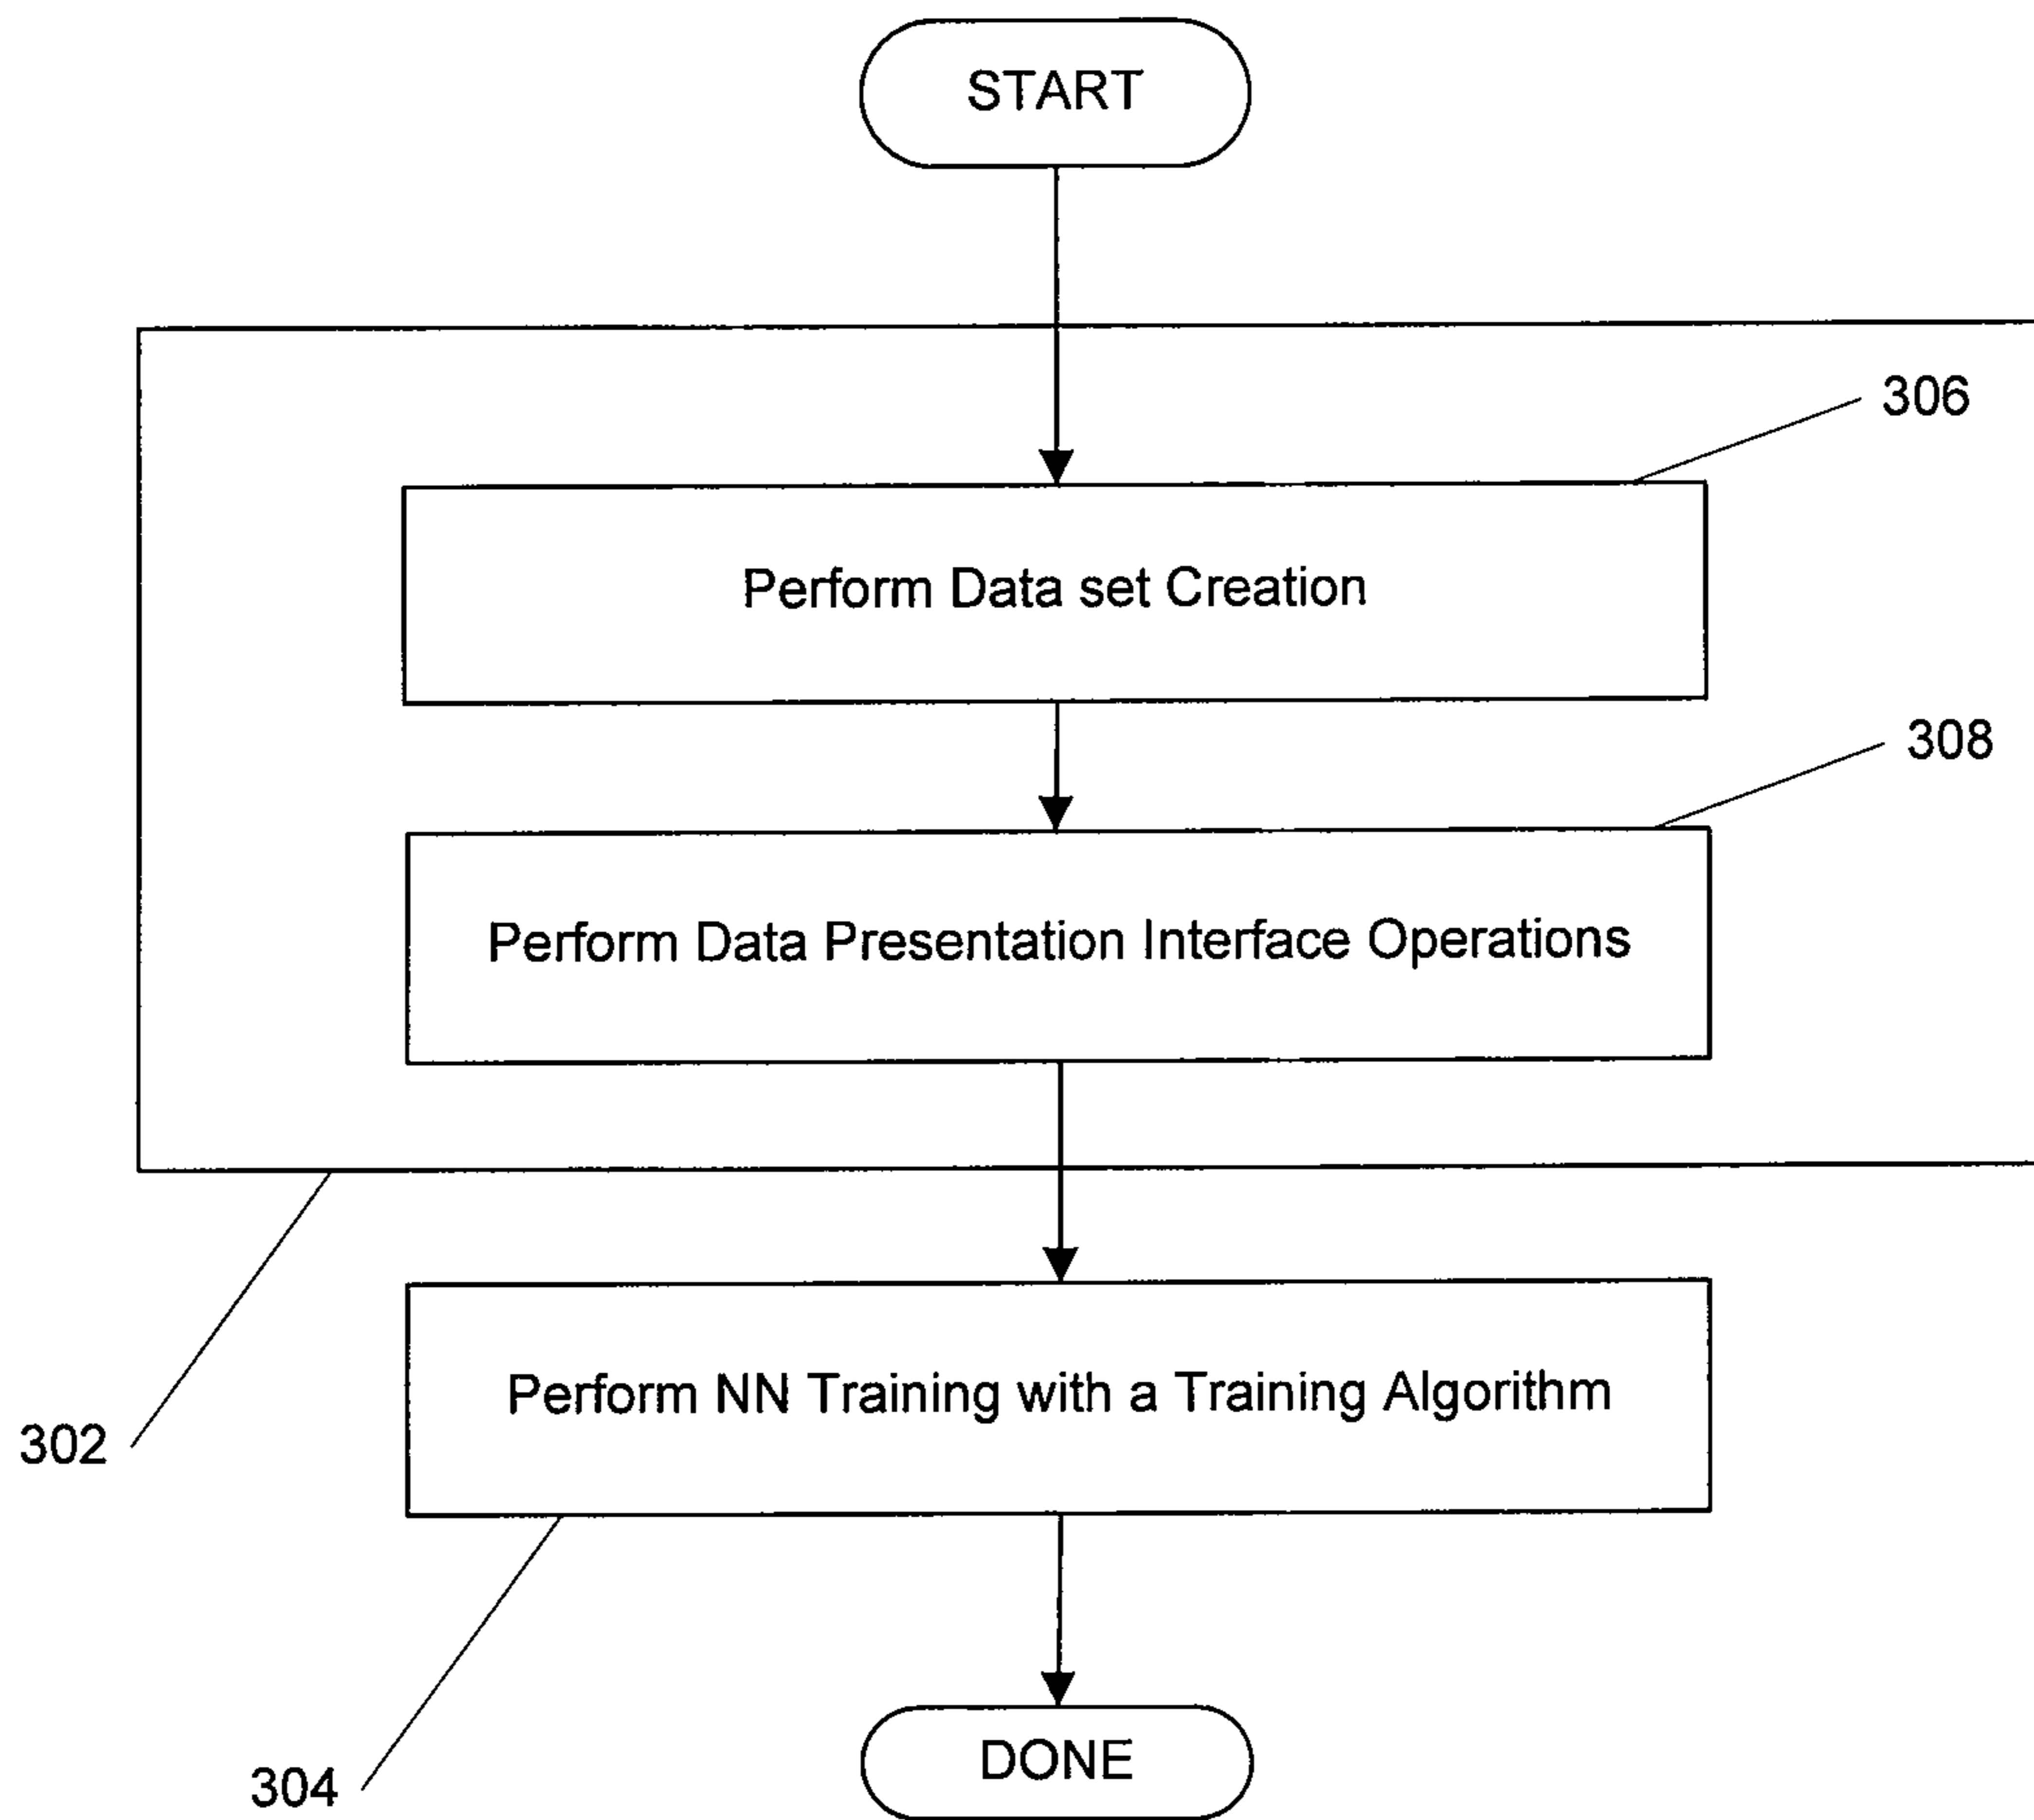 START
306
Perform Data set Creation
308
Perform Data Presentation Interface Operations
Perform NN Training with a Training Algorithm
302
DONE
304